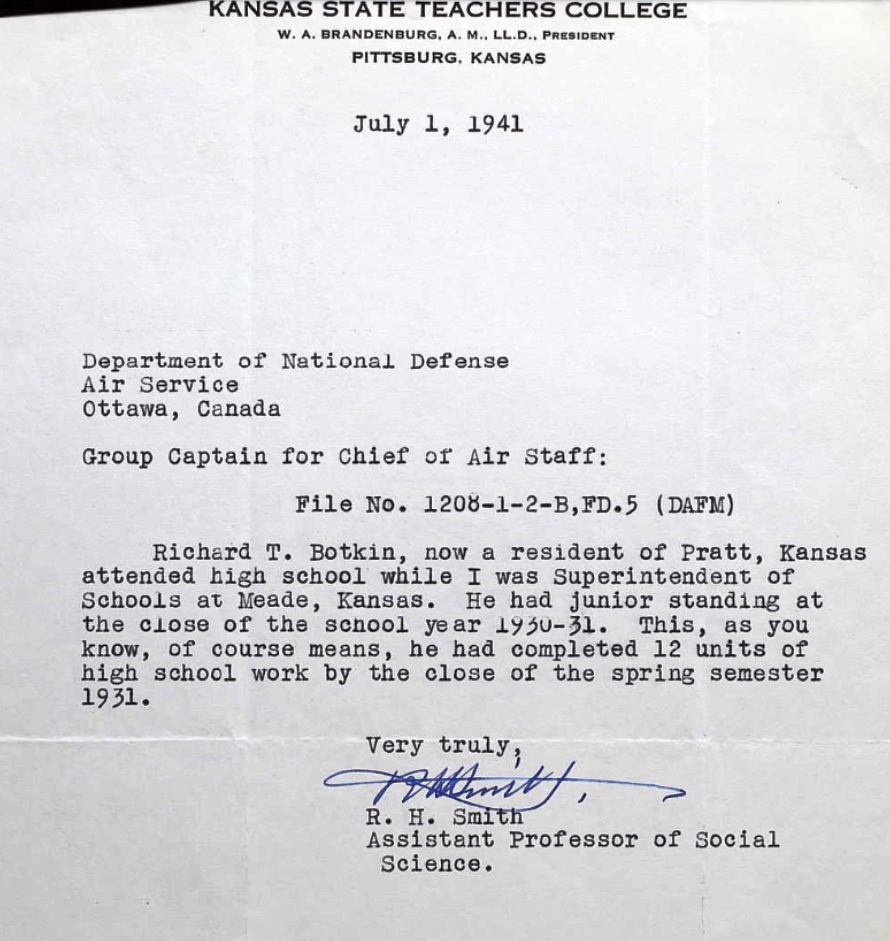 KANSAS STATE TEACHERS COLLEGE
W. A. BRANDENBURG, A. M., LL.D., PRESIDENT
PITTSBURG, KANSAS
July 1, 1941
Department of National Defense
Air Service
Ottawa, Canada
Group Captain for Chief of Air Staff:
File No. 1208-1-2-B,FD.5 (DAFM)
Richard T. Botkin, now a resident of Pratt, Kansas
attended high school while I was Superintendent of
Schools at Meade, Kansas. He had junior standing at
the close of the school year 1930-31. This, as you
know, of course means, he had completed 12 units of
high school work by the close of the spring semester
1931.
Very truly,
R H Smith
R. H. Smith
Assistant Professor of Social
Science.